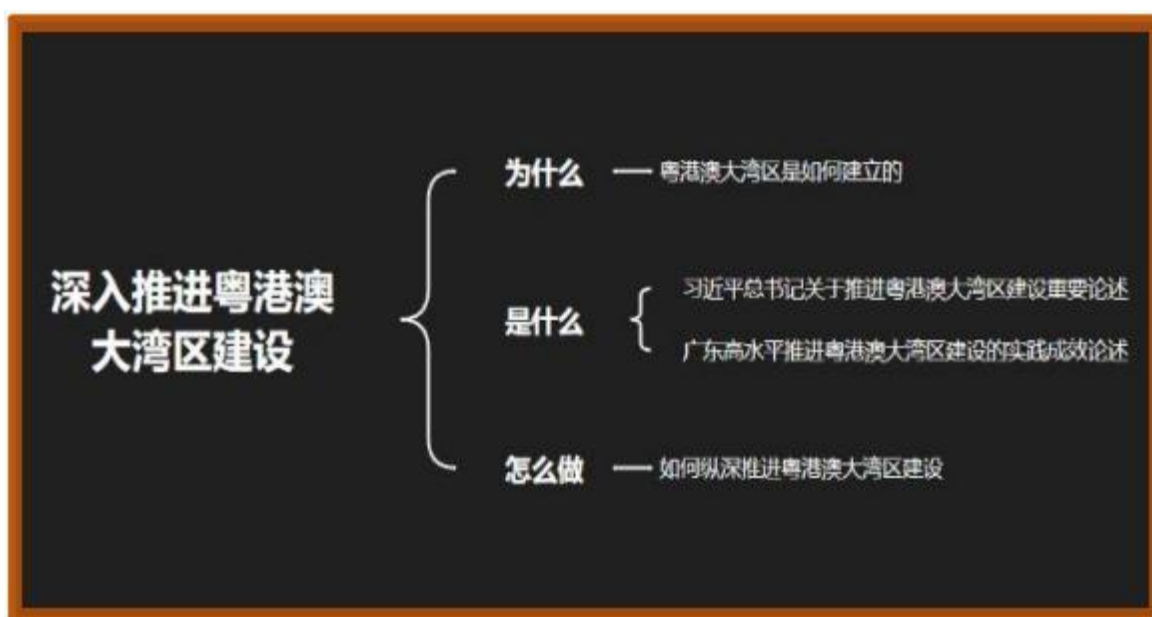 深入推进粤港澳
大湾区建设
为什么
粤港澳大湾区是如何建立的
是什么
习近平总书记关于推进粤港澳大湾区建设重要论述
广东高水平推进粤港澳大湾区建设的实践成效论述
怎么做
如何纵深推进粤港澳大湾区建设